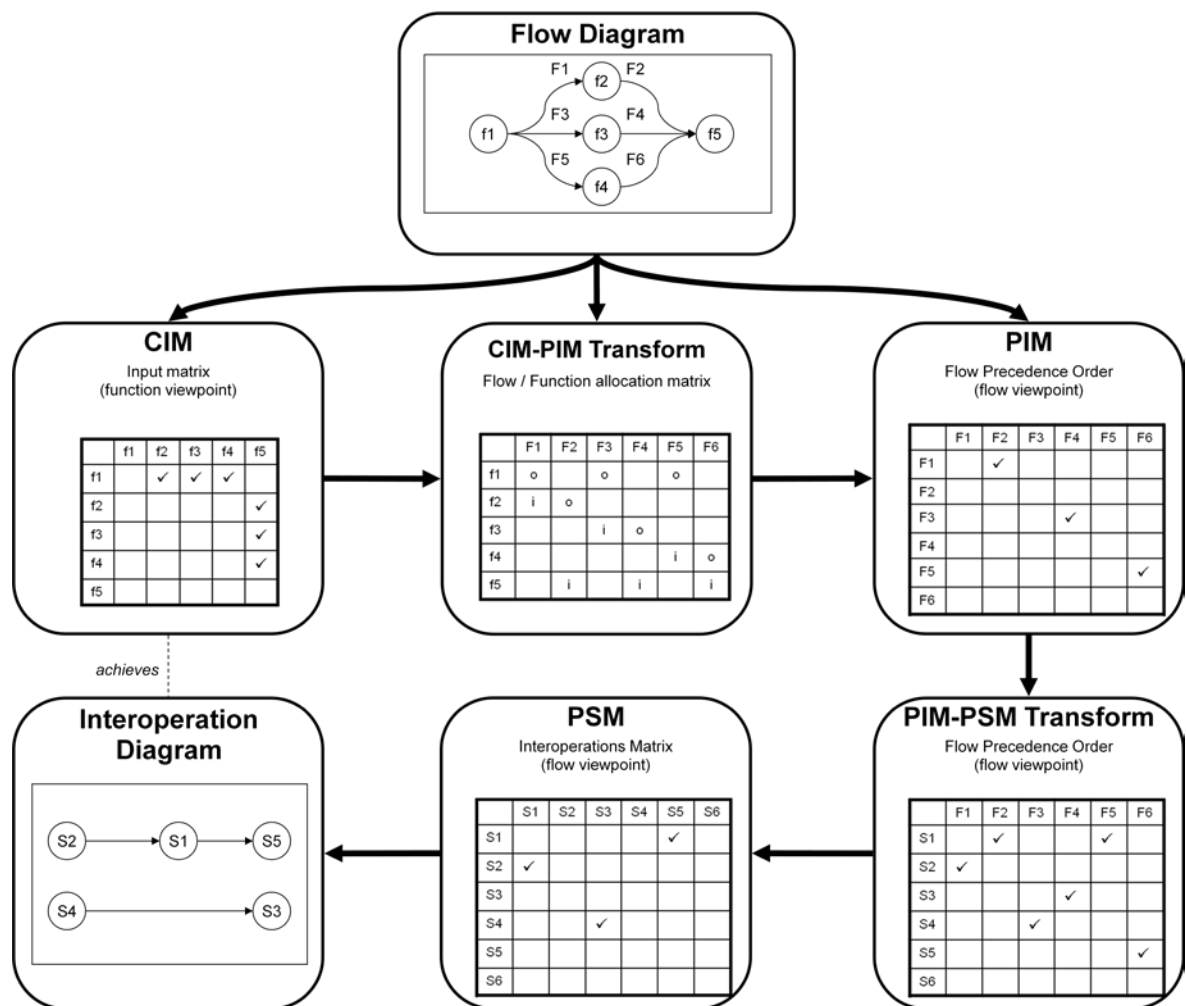 Flow Diagram
F1 f2 F2
F3 F4
f1 f3 f5
F5 F6
f4
CIM
Input matrix
(function viewpoint)
f1 f2 f3 f4 f5
f1 ✓ ✓ ✓
f2 ✓
f3 ✓
f4 ✓
f5
CIM-PIM Transform
Flow / Function allocation matrix
F1 F2 F3 F4 F5 F6
f1 o o o
f2 i o
f3 i o
f4 i o
f5 i i i
PIM
Flow Precedence Order
(flow viewpoint)
F1 F2 F3 F4 F5 F6
F1 ✓
F2
F3 ✓
F4
F5 ✓
F6
achieves
Interoperation
Diagram
S2 S1 S5
S4 S3
PSM
Interoperations Matrix
(flow viewpoint)
S1 S2 S3 S4 S5 S6
S1 ✓
S2 ✓
S3
S4 ✓
S5
S6
PIM-PSM Transform
Flow Precedence Order
(flow viewpoint)
F1 F2 F3 F4 F5 F6
S1 ✓ ✓
S2 ✓
S3 ✓
S4 ✓
S5 ✓
S6